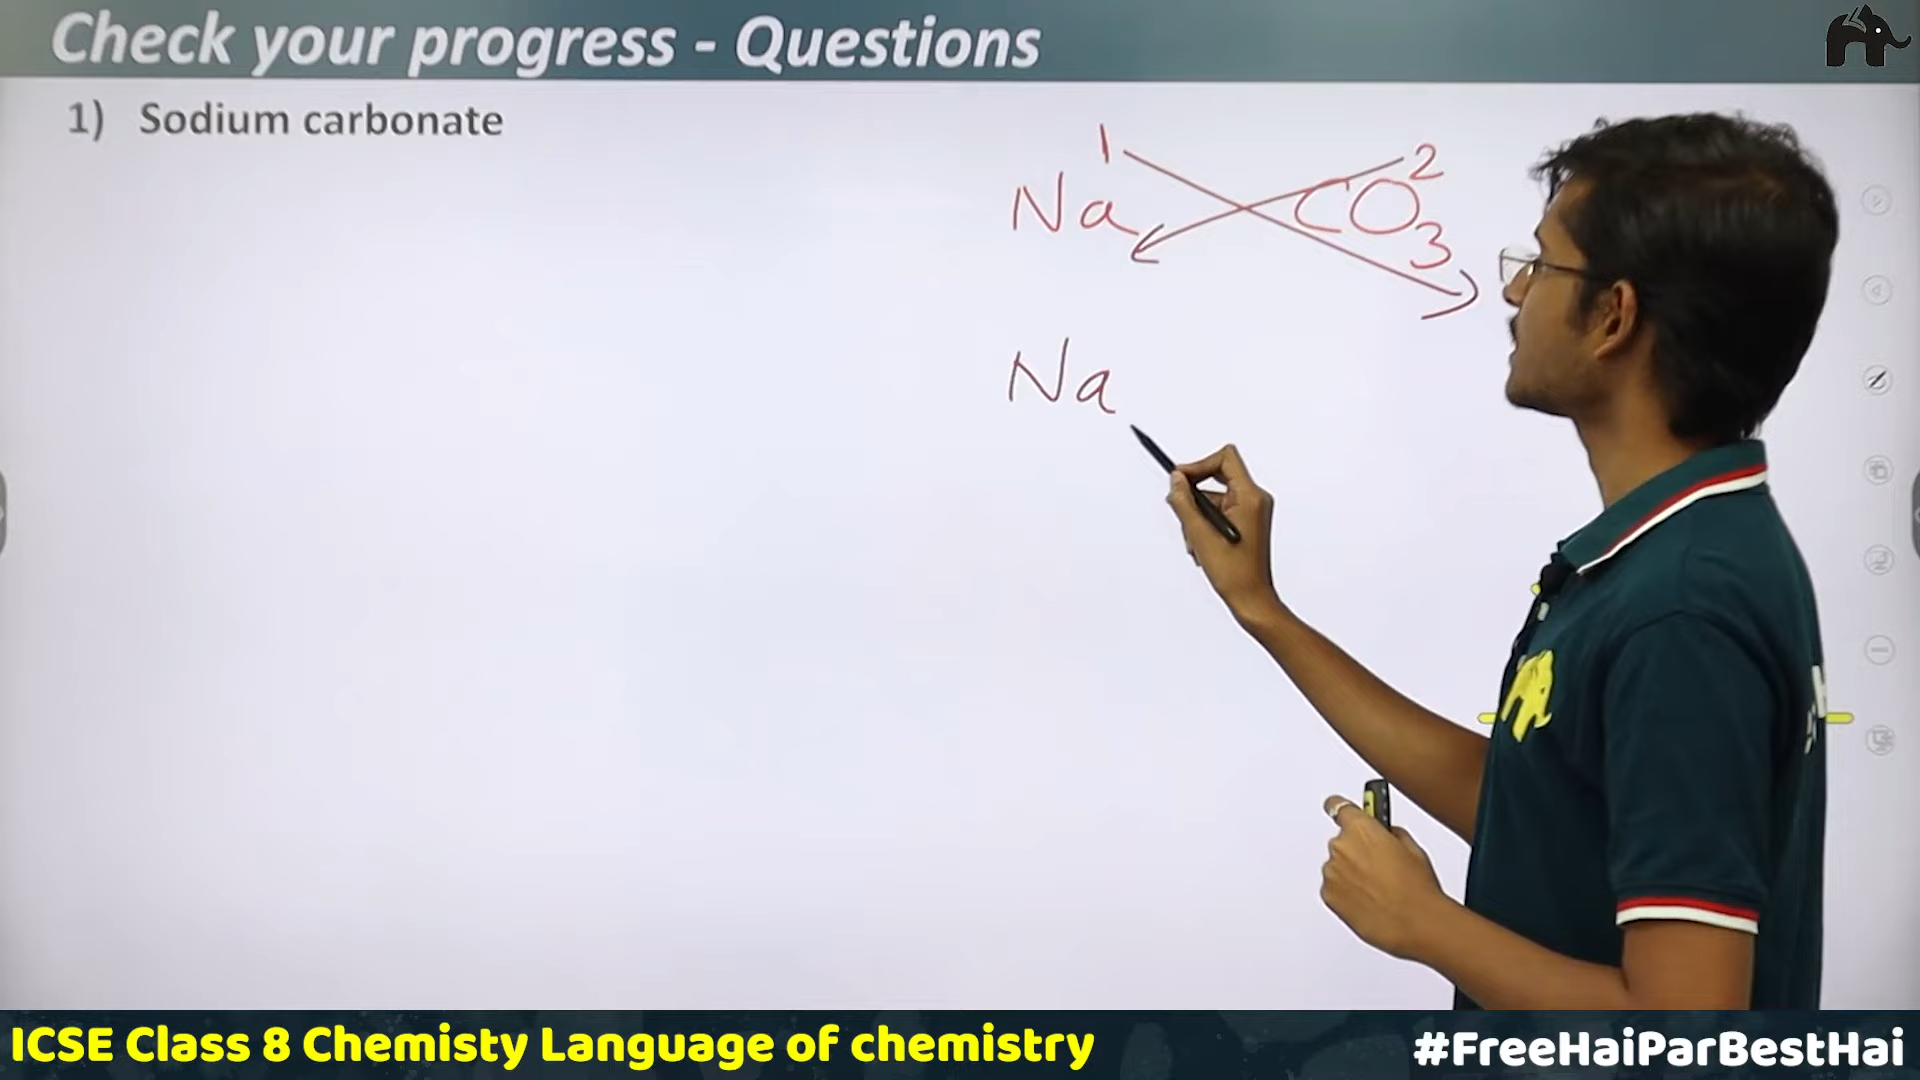 Check your progress - Questions
1) Sodium carbonate
1 2
Na CO3
Na
ICSE Class 8 Chemisty Language of chemistry
#FreeHaiParBestHai